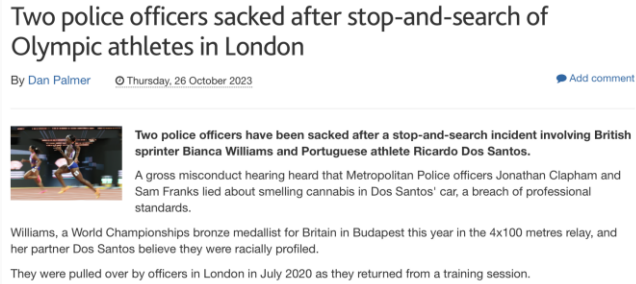 Two police officers sacked after stop-and-search of
Olympic athletes in London
By Dan Palmer Thursday, 26 October 2023 Add comment
Two police officers have been sacked after a stop-and-search incident involving British
sprinter Bianca Williams and Portuguese athlete Ricardo Dos Santos.
A gross misconduct hearing heard that Metropolitan Police officers Jonathan Clapham and
Sam Franks lied about smelling cannabis in Dos Santos' car, a breach of professional
standards.
Williams, a World Championships bronze medallist for Britain in Budapest this year in the 4x100 metres relay, and
her partner Dos Santos believe they were racially profiled.
They were pulled over by officers in London in July 2020 as they returned from a training session.